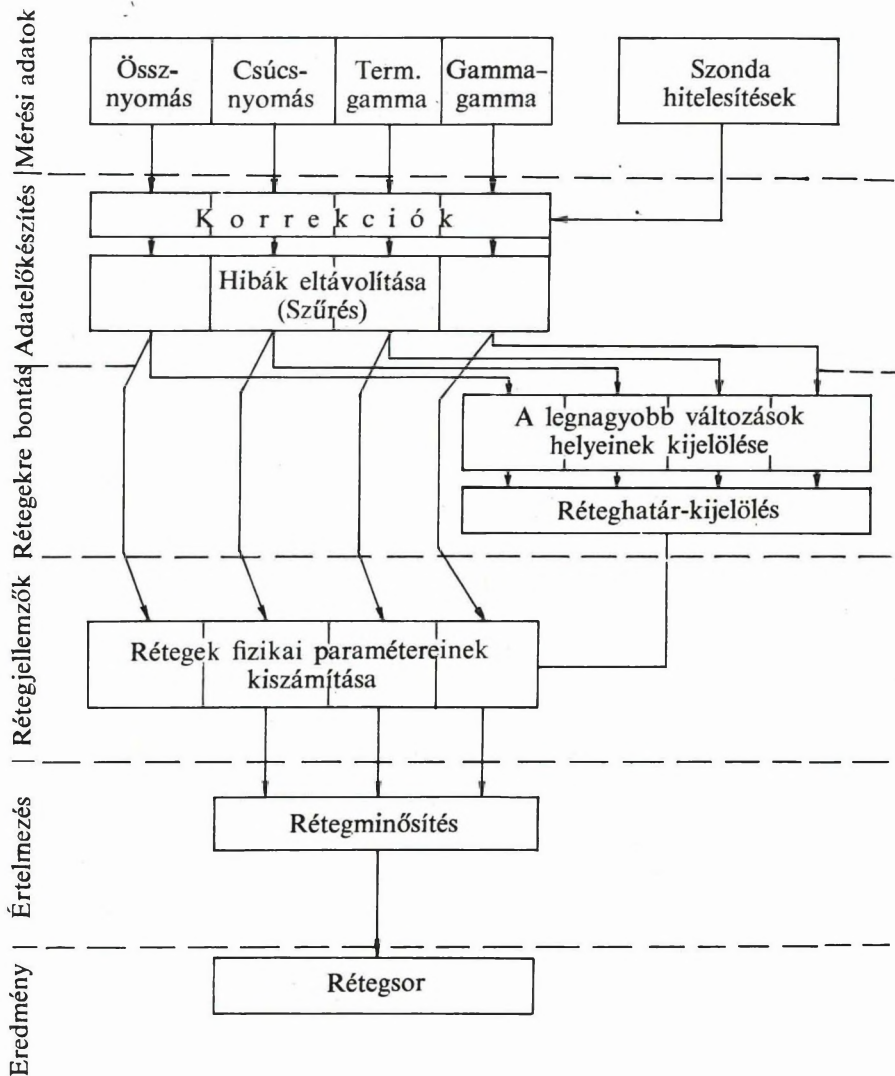 Mérési adatok
Össz-
nyomás
Csúcs-
nyomás
Term.
gamma
Gamma-
gamma
Szonda
hitelesítések
Adatelőkészítés
Korrekciók
Hibák eltávolítása
(Szűrés)
Rétegekre bontás
A legnagyobb változások
helyeinek kijelölése
Réteghatár-kijelölés
Rétegjellemzők
Rétegek fizikai paramétereinek
kiszámítása
Értelmezés
Rétegminősítés
Eredmény
Rétegsor